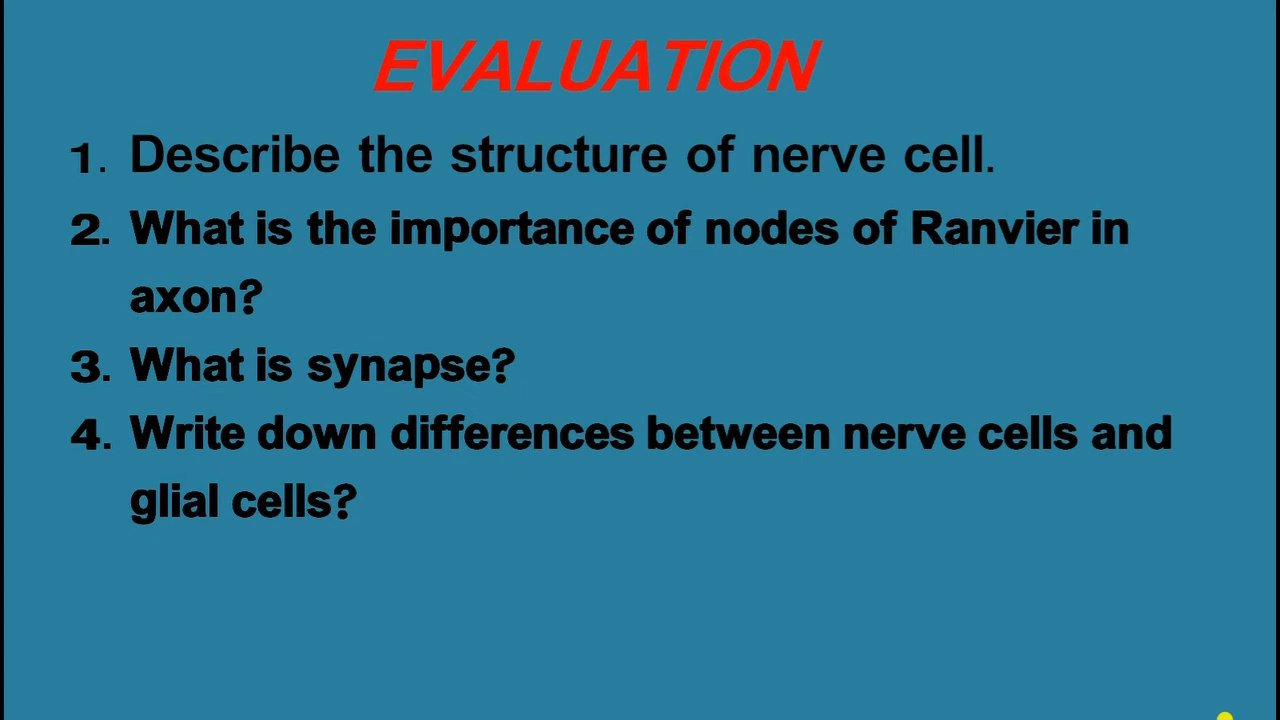 EVALUATION
1. Describe the structure of nerve cell.
2. What is the importance of nodes of Ranvier in
axon?
3. What is synapse?
4. Write down differences between nerve cells and
glial cells?